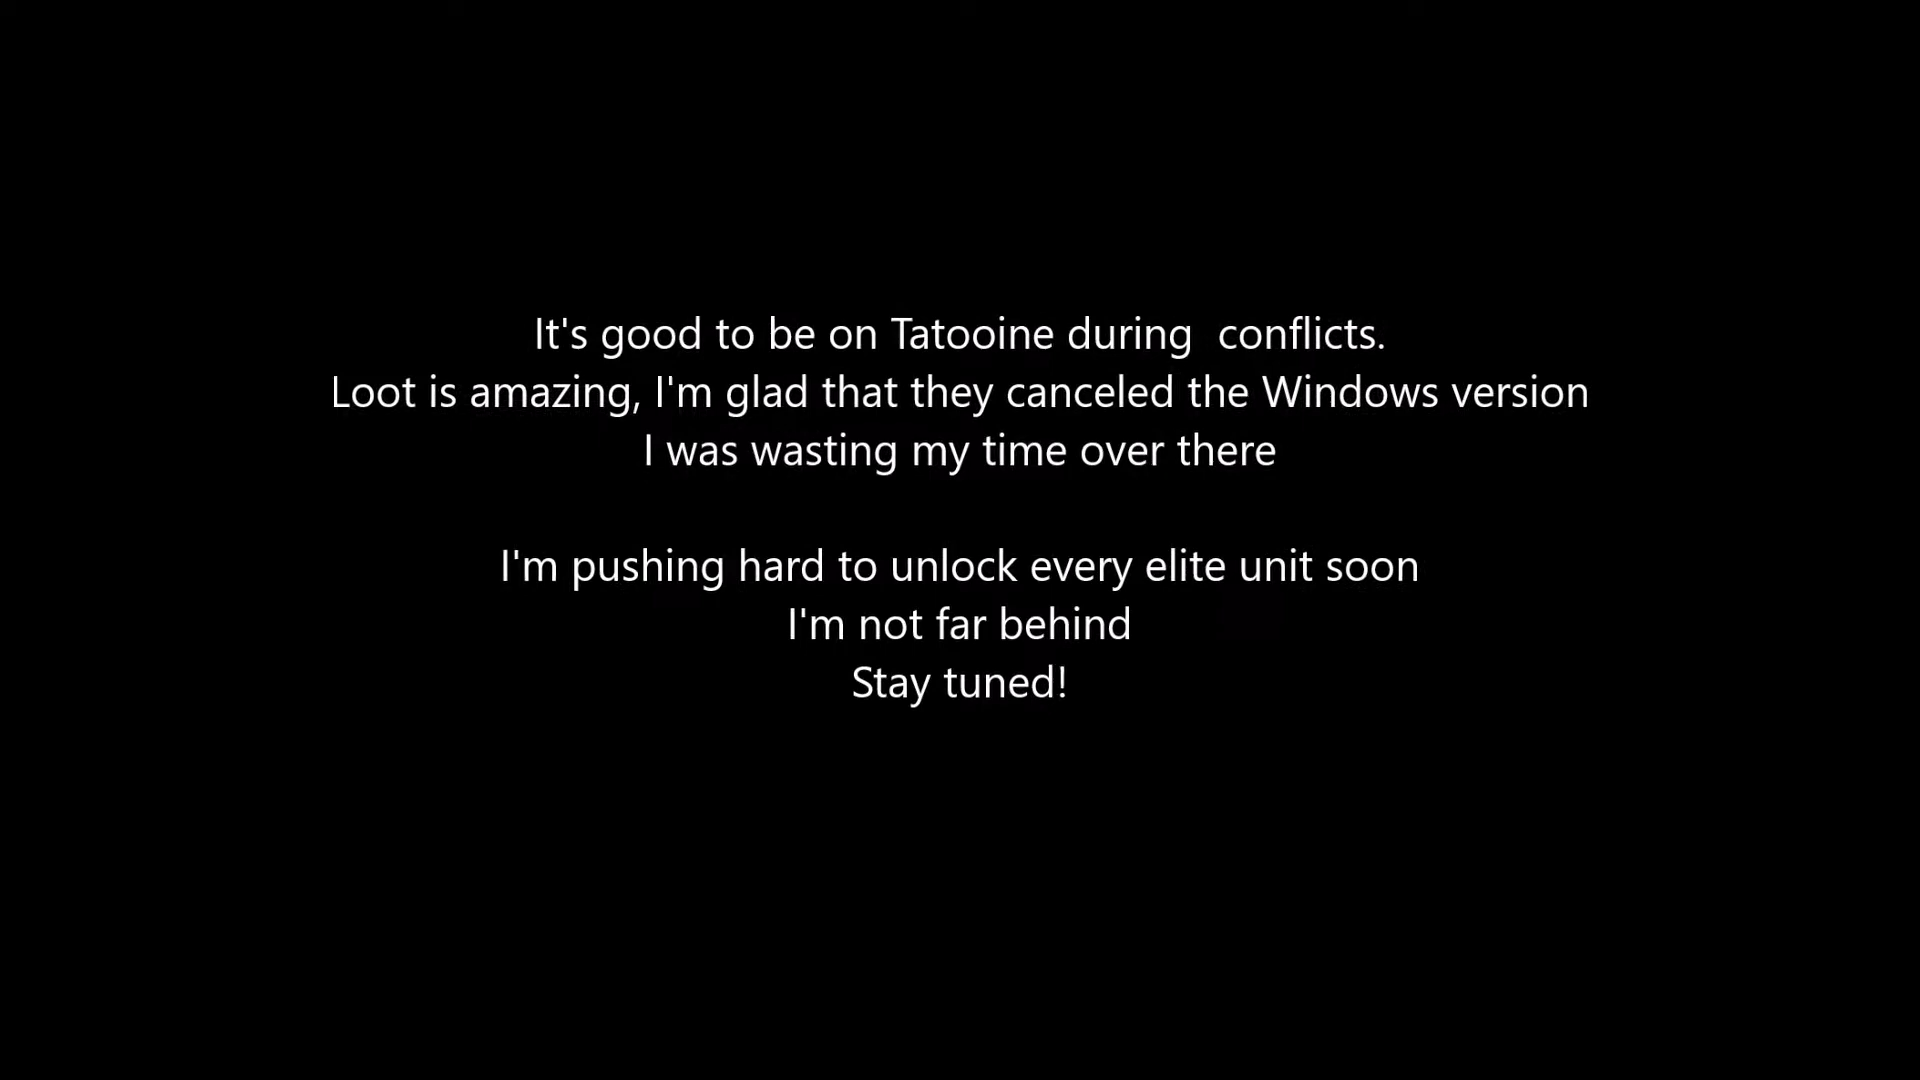 It's good to be on Tatooine during  conflicts.
Loot is amazing, I'm glad that they canceled the Windows version
I was wasting my time over there
I'm pushing hard to unlock every elite unit soon
I'm not far behind
Stay tuned!